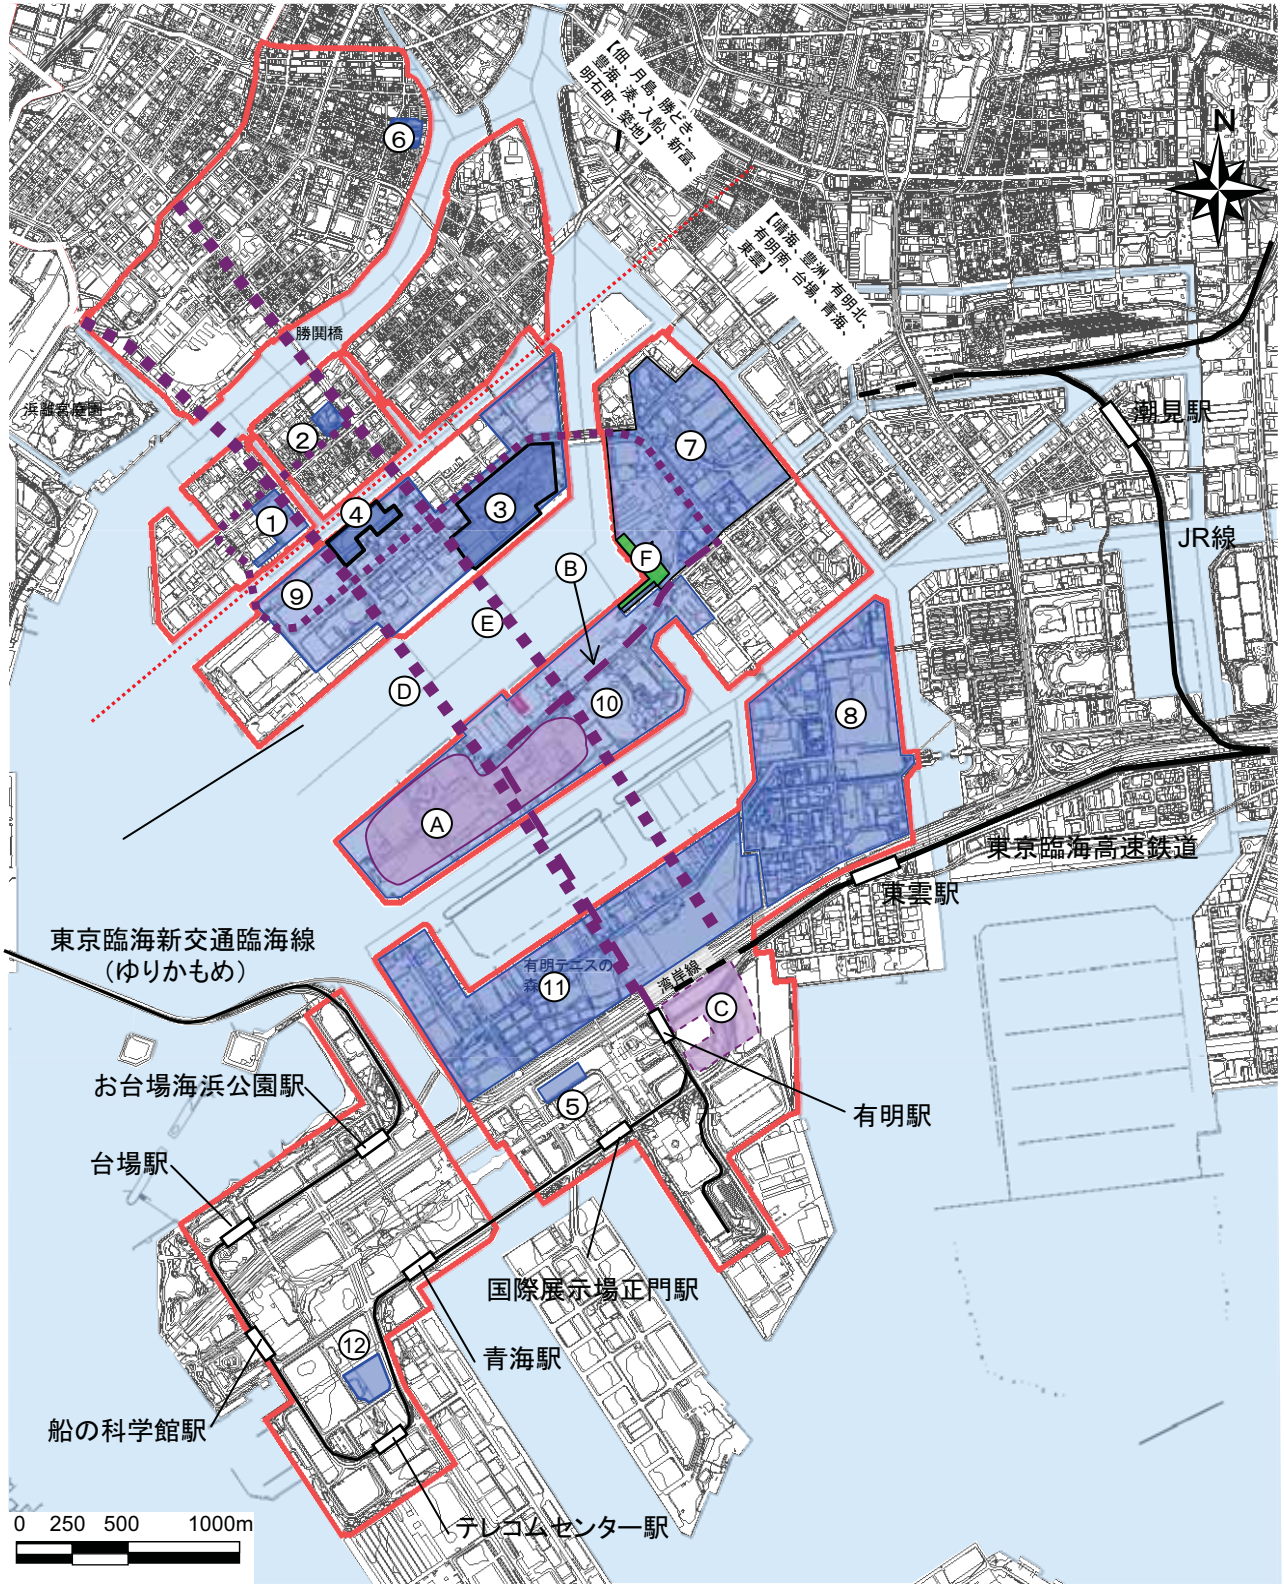 【佃、月島、勝どき、
豊海、湊、入船、新富、
明石町、築地】
N
⑥
【晴海、豊洲、有明北、
有明南、台場、青海、
東雲】
勝関橋
浜離宮庭園
②
⑦
潮見駅
①
④
③
JR線
F
B
⑨
E
D
⑩
⑧
A
東京臨海高速鉄道
東雲駅
東京臨海新交通臨海線
（ゆりかもめ）
有明テニスの
森
湾岸線
⑪
C
お台場海浜公園駅
⑤
有明駅
台場駅
国際展示場正門駅
⑫
青海駅
船の科学館駅
テレコムセンター駅
0 250 500 1000m